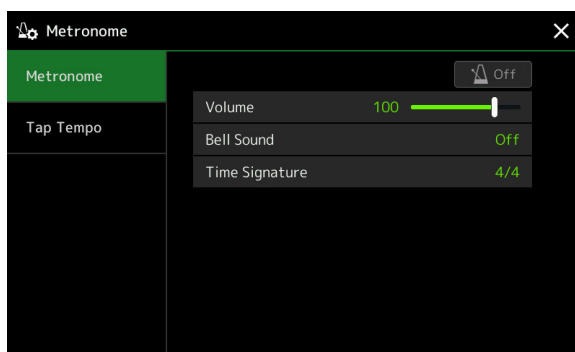 Metronome
Metronome
Off
Volume 100
Tap Tempo
Bell Sound Off
Time Signature 4/4